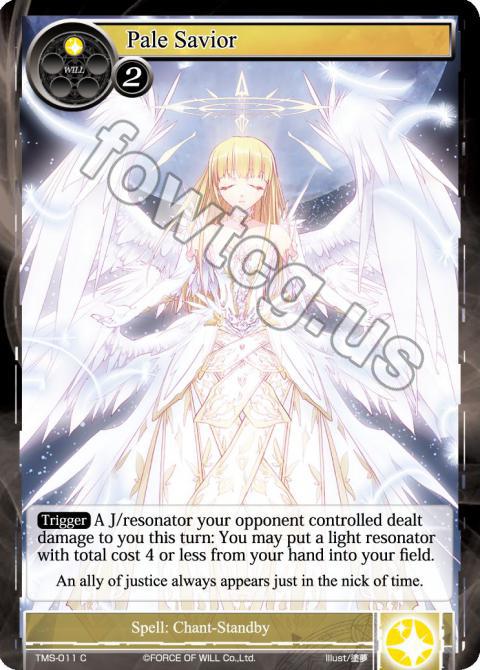 Pale Savior
WILL
2
fowtcg.us
Trigger A J/resonator your opponent controlled dealt
damage to you this turn: You may put a light resonator
with total cost 4 or less from your hand into your field.
An ally of justice always appears just in the nick of time.
Spell: Chant-Standby
TMS-011 C
©FORCE OF WILL Co.,Ltd.
Illust/塗夢